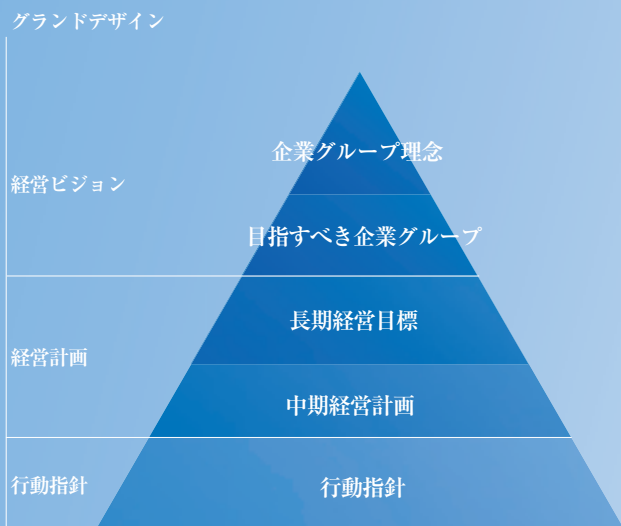 グランドデザイン
企業グループ理念
経営ビジョン
目指すべき企業グループ
長期経営目標
経営計画
中期経営計画
行動指針
行動指針